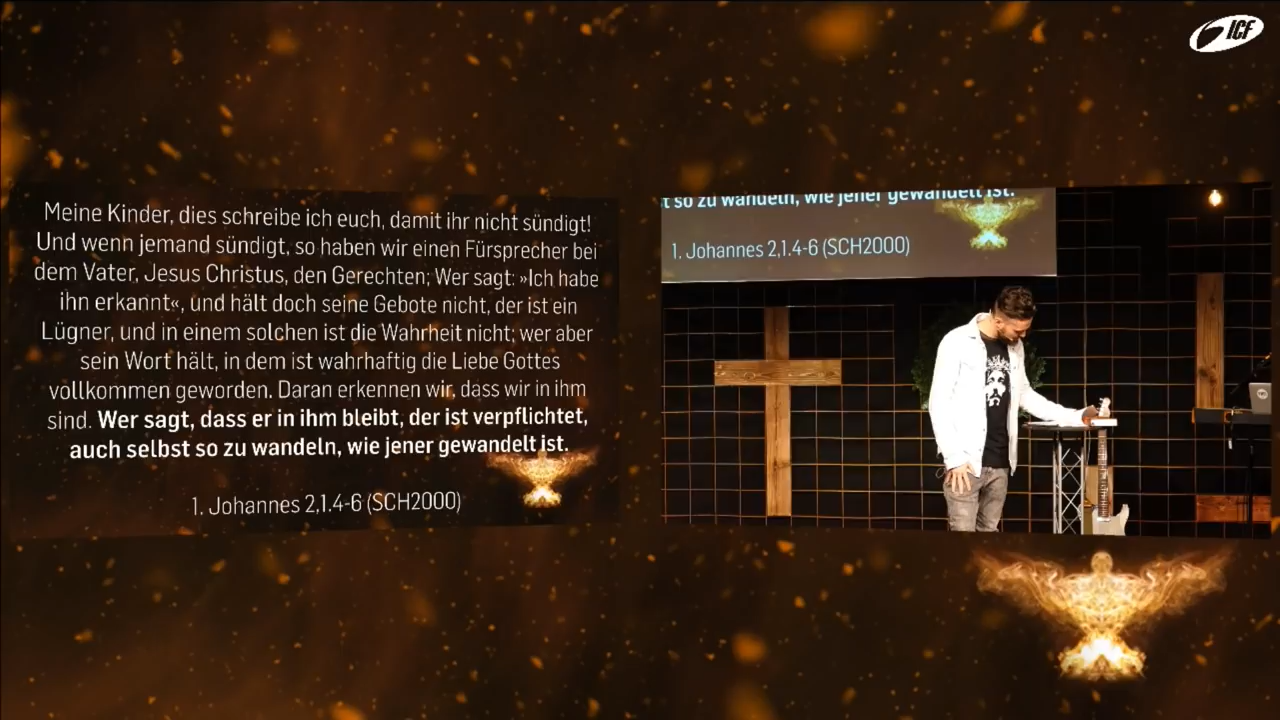 ICF
Meine Kinder, dies schreibe ich euch, damit ihr nicht sündigt!
Und wenn jemand sündigt, so haben wir einen Fürsprecher bei
dem Vater, Jesus Christus, den Gerechten; Wer sagt: »Ich habe
ihn erkannt«, und hält doch seine Gebote nicht, der ist ein
Lügner, und in einem solchen ist die Wahrheit nicht; wer aber
sein Wort hält, in dem ist wahrhaftig die Liebe Gottes
vollkommen geworden. Daran erkennen wir, dass wir in ihm
sind. Wer sagt, dass er in ihm bleibt, der ist verpflichtet,
auch selbst so zu wandeln, wie jener gewandelt ist.
1. Johannes 2,1.4-6 (SCH2000)
t so zu wandeln, wie jener gewandelt ist.
1. Johannes 2,1.4-6 (SCH2000)